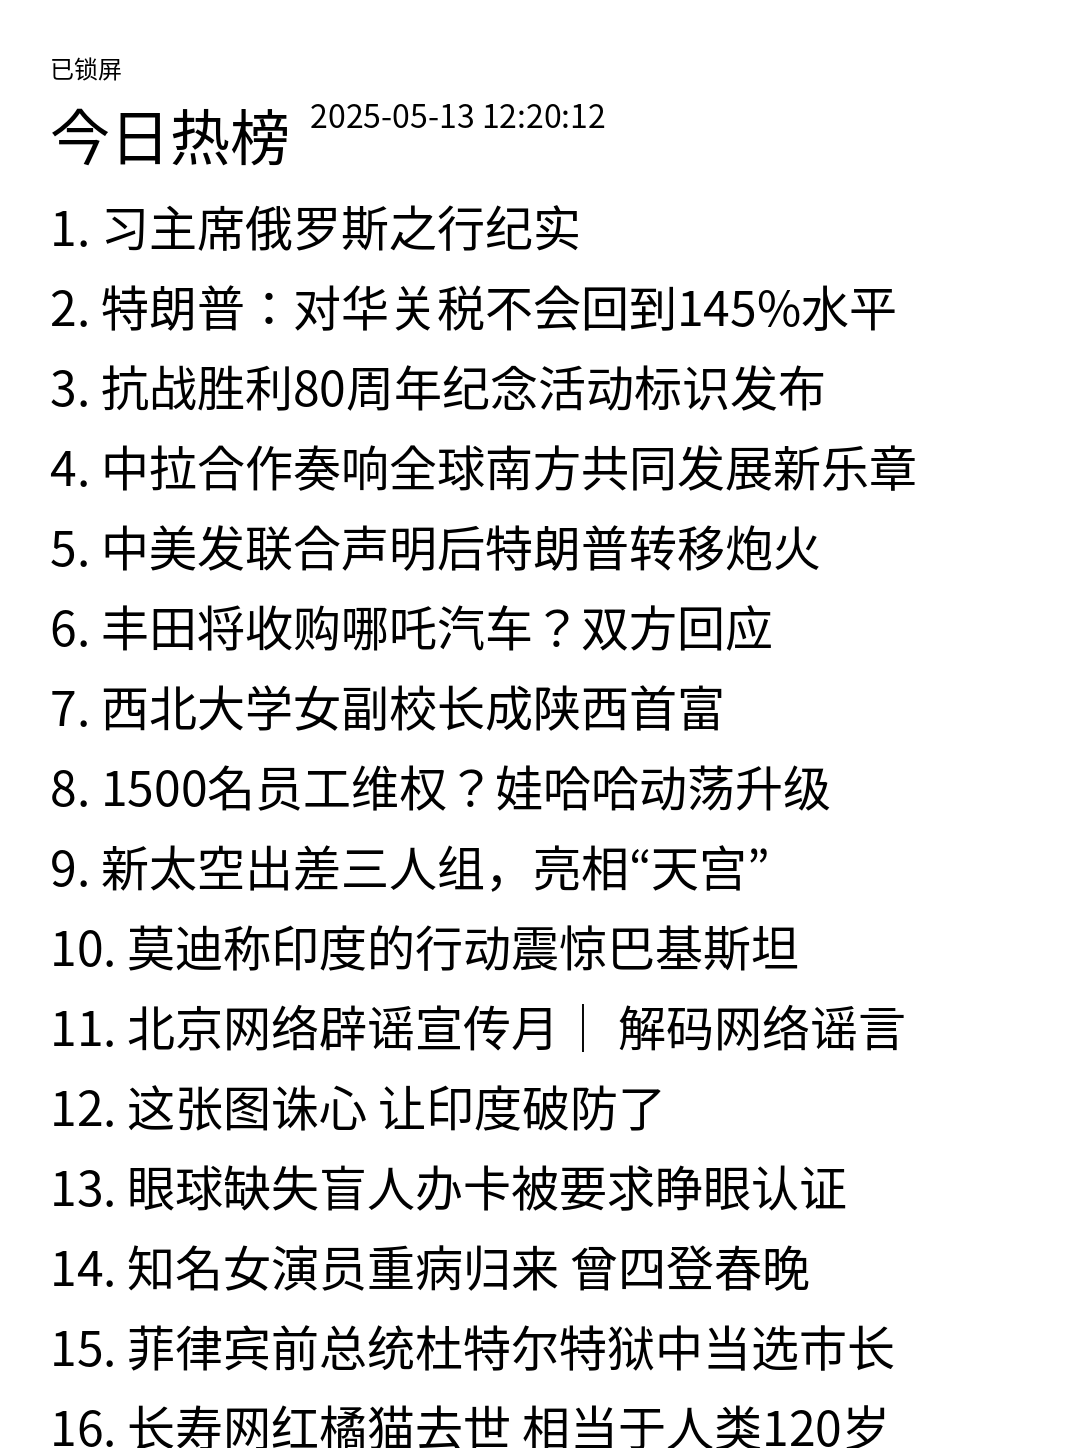 已锁屏
今日热榜 2025-05-13 12:20:12
1. 习主席俄罗斯之行纪实
2. 特朗普：对华关税不会回到145%水平
3. 抗战胜利80周年纪念活动标识发布
4. 中拉合作奏响全球南方共同发展新乐章
5. 中美发联合声明后特朗普转移炮火
6. 丰田将收购哪吒汽车？双方回应
7. 西北大学女副校长成陕西首富
8. 1500名员工维权？娃哈哈动荡升级
9. 新太空出差三人组，亮相“天宫”
10. 莫迪称印度的行动震惊巴基斯坦
11. 北京网络辟谣宣传月｜ 解码网络谣言
12. 这张图诛心 让印度破防了
13. 眼球缺失盲人办卡被要求睁眼认证
14. 知名女演员重病归来 曾四登春晚
15. 菲律宾前总统杜特尔特狱中当选市长
16. 长寿网红橘猫去世 相当于人类120岁